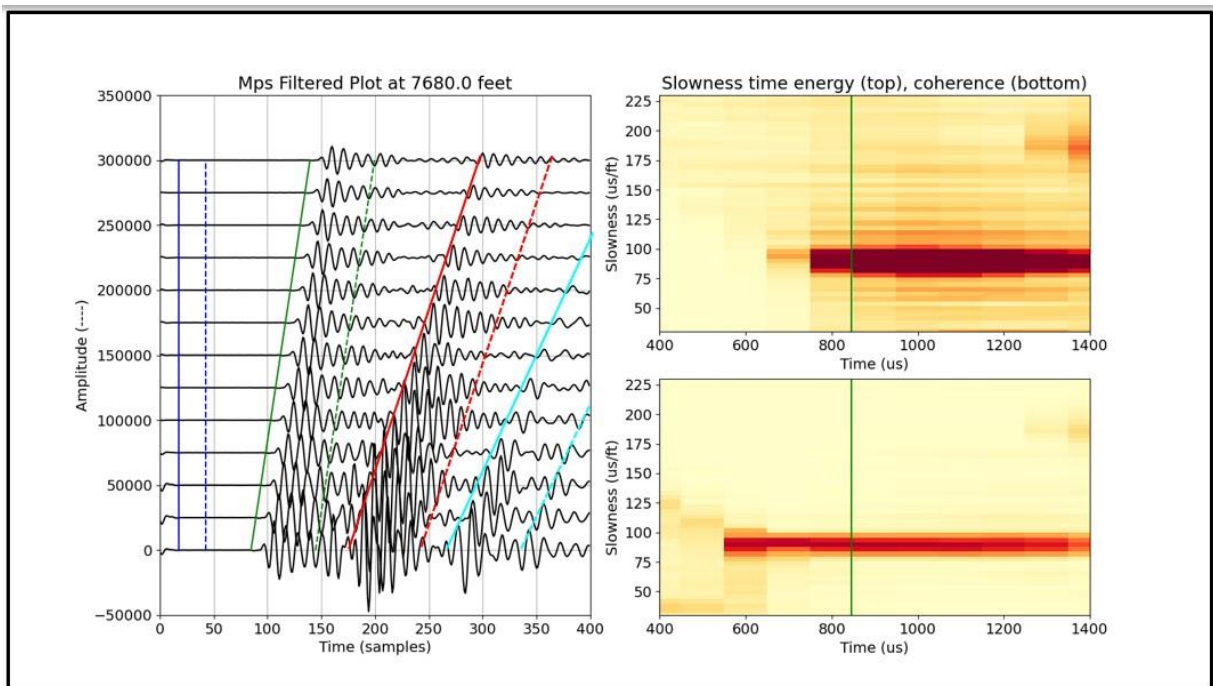 Mps Filtered Plot at 7680.0 feet
350000
300000
250000
200000
150000
100000
50000
0
−50000
Amplitude (----)
0 50 100 150 200 250 300 350 400
Time (samples)
Slowness time energy (top), coherence (bottom)
225
200
175
150
125
100
75
50
Slowness (us/ft)
400 600 800 1000 1200 1400
Time (us)
225
200
175
150
125
100
75
50
Slowness (us/ft)
400 600 800 1000 1200 1400
Time (us)